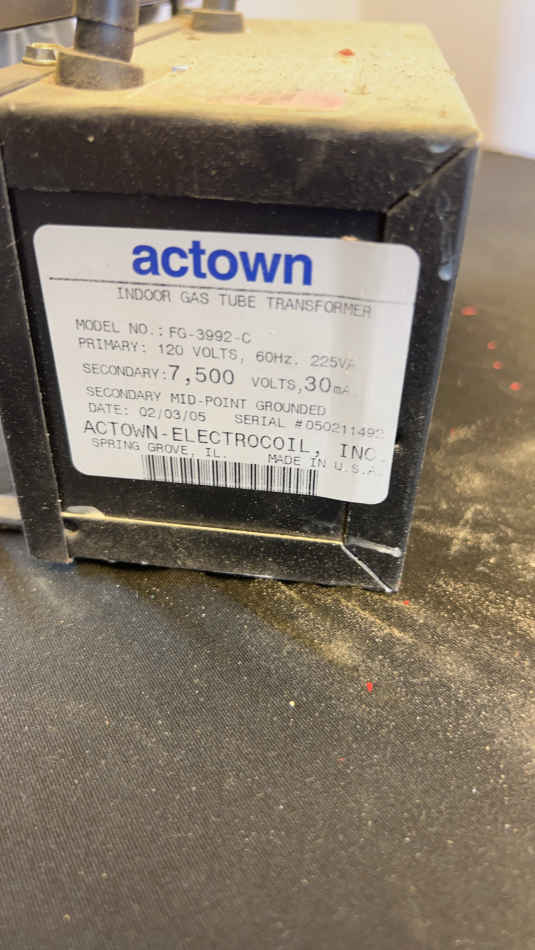 actown
INDOOR GAS TUBE TRANSFORMER
MODEL NO.: FG-3992-C
PRIMARY: 120 VOLTS, 60Hz. 225VA
SECONDARY: 7,500 VOLTS, 30mA
SECONDARY MID-POINT GROUNDED
DATE: 02/03/05 SERIAL #050211492
ACTOWN-ELECTROCOIL, INC.
SPRING GROVE, IL. MADE IN U.S.A.